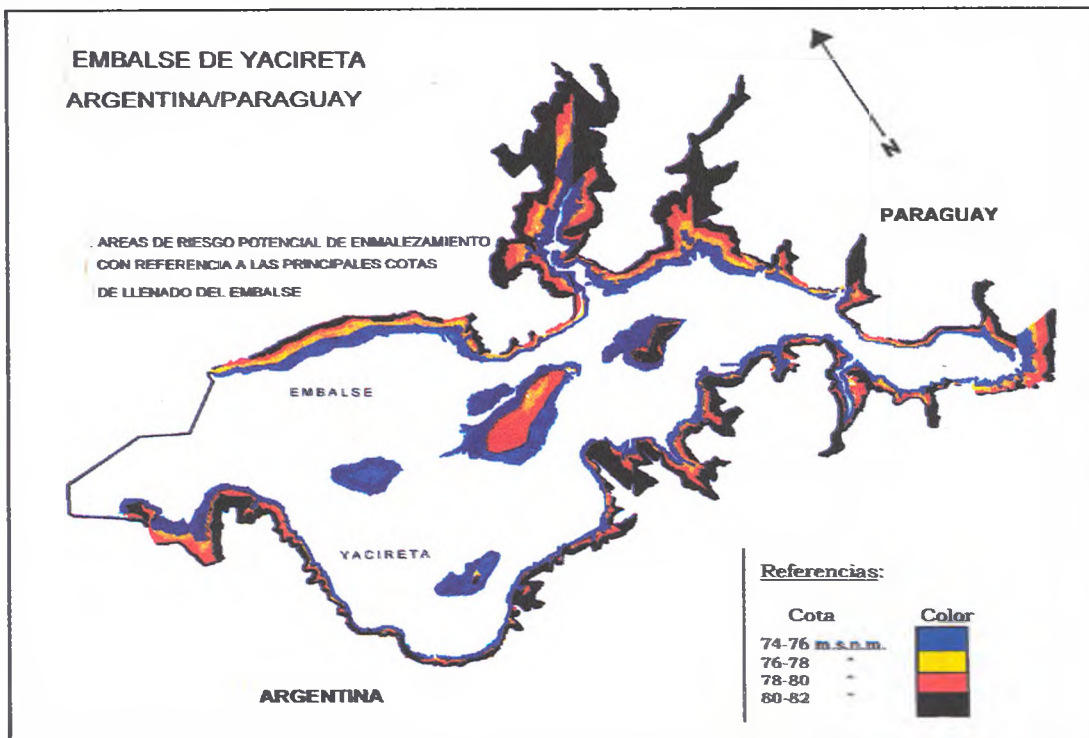 EMBALSE DE YACIRETA
ARGENTINA/PARAGUAY
. AREAS DE RIESGO POTENCIAL DE ENMALEZAMIENTO
CON REFERENCIA A LAS PRINCIPALES COTAS
DE LLENADO DEL EMBALSE
N
PARAGUAY
EMBALSE
YACIRETA
ARGENTINA
Referencias:
Cota Color
74-76 m.s.n.m.
76-78 "
78-80 "
80-82 "